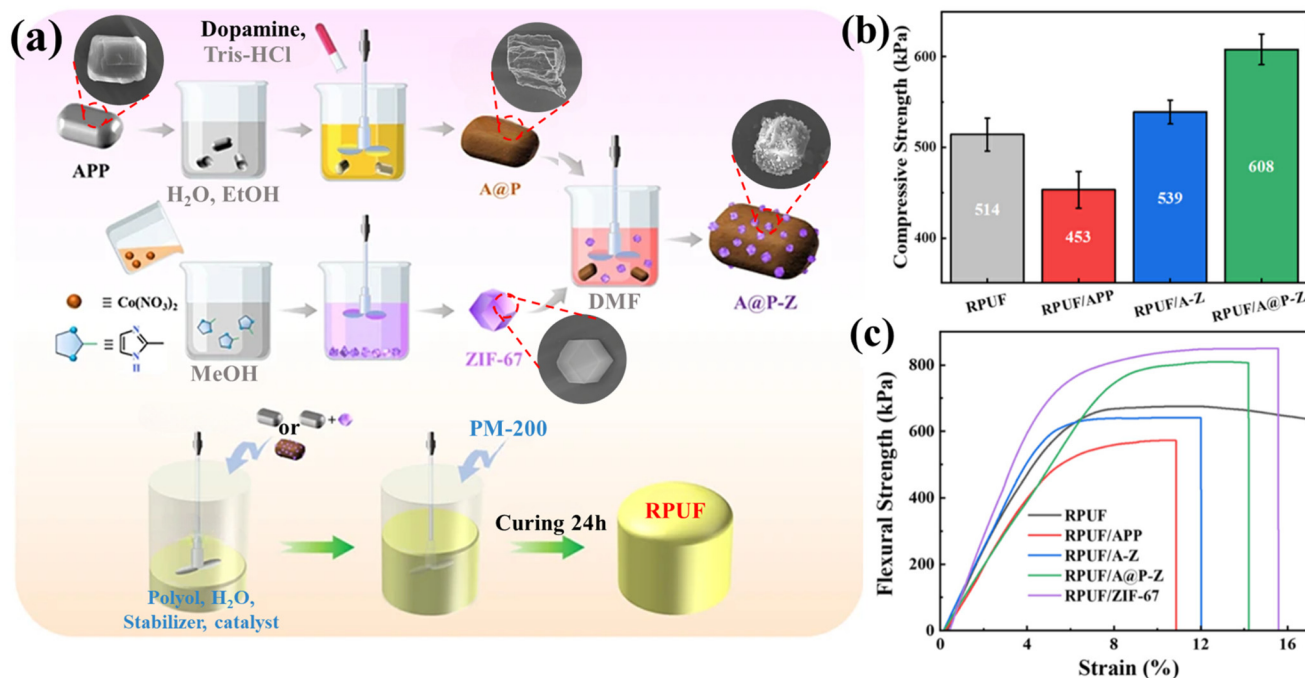 (a)
Dopamine,
Tris-HCl
APP
H₂O, EtOH
A@P
≡ Co(NO₃)₂
≡
N
N
H
MeOH
ZIF-67
DMF
A@P-Z
or
+
PM-200
Polyol, H₂O,
Stabilizer, catalyst
Curing 24h
RPUF
(b)
Compressive Strength (kPa)
600
500
400
514
453
539
608
RPUF
RPUF/APP
RPUF/A-Z
RPUF/A@P-Z
(c)
Flexural Strength (kPa)
800
600
400
200
0
RPUF
RPUF/APP
RPUF/A-Z
RPUF/A@P-Z
RPUF/ZIF-67
0
4
8
12
16
Strain (%)